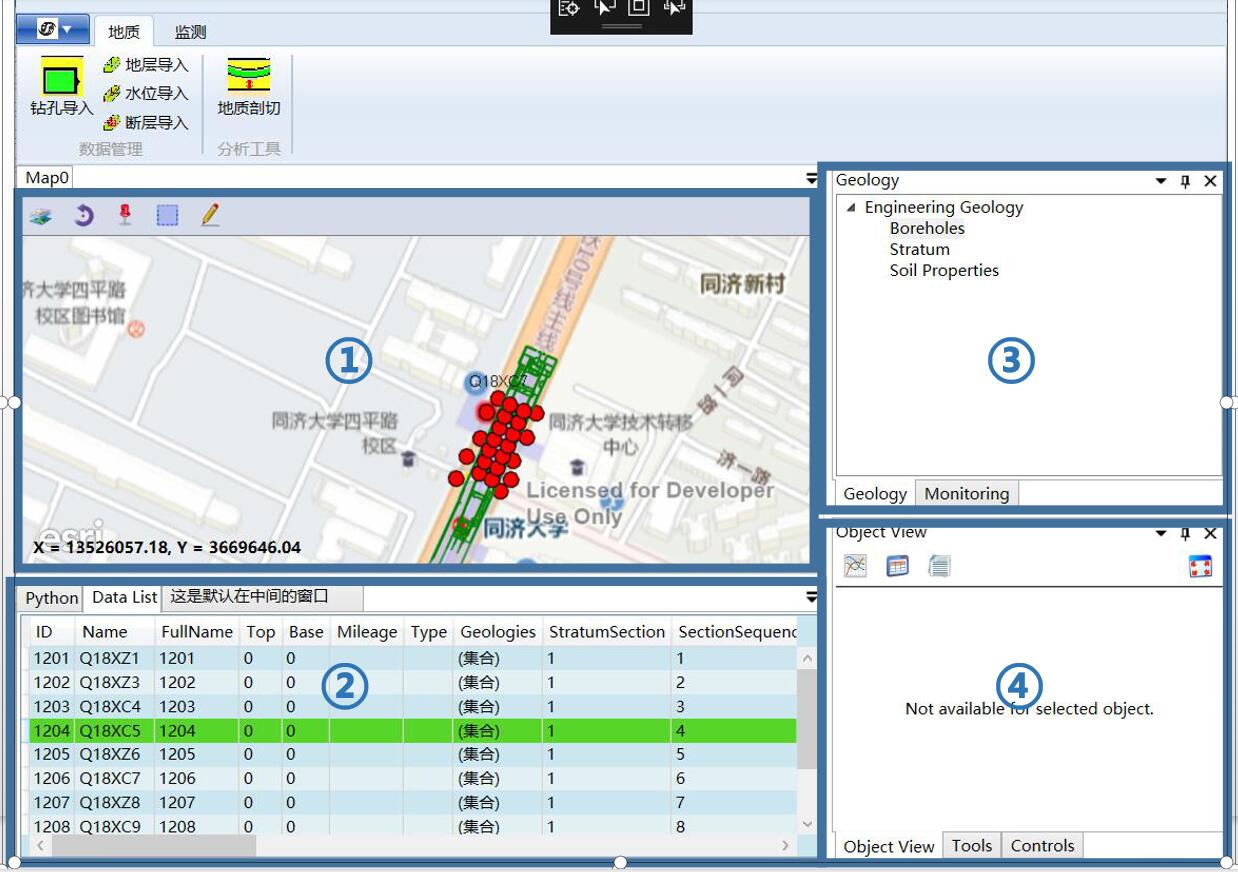 地质 监测
钻孔导入
地层导入
水位导入
断层导入
数据管理
地质剖切
分析工具
Map0
济大学四平路
校区图书馆
10号线
同济新村
①
Q18XC7
同济大学四平路
校区
同济大学技术转移
中心
同一路
济一路
Licensed for Developer
Use Only
同济大学
esri
X = 13526057.18, Y = 3669646.04
Python Data List 这是默认在中间的窗口
ID Name FullName Top Base Mileage Type Geologies StratumSection SectionSequenc
1201 Q18XZ1 1201 0 0 (集合) 1 1
1202 Q18XZ3 1202 0 0 (集合) 1 2
②
1203 Q18XC4 1203 0 0 (集合) 1 3
1204 Q18XC5 1204 0 0 (集合) 1 4
1205 Q18XZ6 1205 0 0 (集合) 1 5
1206 Q18XC7 1206 0 0 (集合) 1 6
1207 Q18XZ8 1207 0 0 (集合) 1 7
1208 Q18XC9 1208 0 0 (集合) 1 8
Geology
Engineering Geology
Boreholes
Stratum
Soil Properties
③
Geology Monitoring
Object View
④
Not available for selected object.
Object View Tools Controls